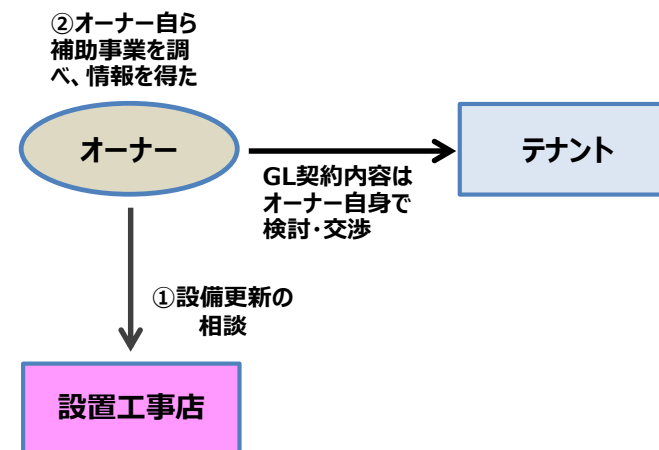 ②オーナー自ら
補助事業を調
べ、情報を得た
オーナー
テナント
GL契約内容は
オーナー自身で
検討・交渉
①設備更新の
相談
設置工事店